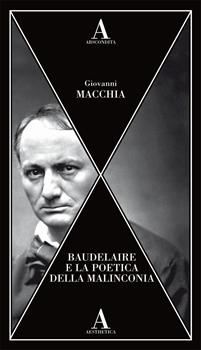 A
ABSCONDITA
Giovanni
MACCHIA
BAUDELAIRE
E LA POETICA
DELLA MALINCONIA
A
AESTHETICA